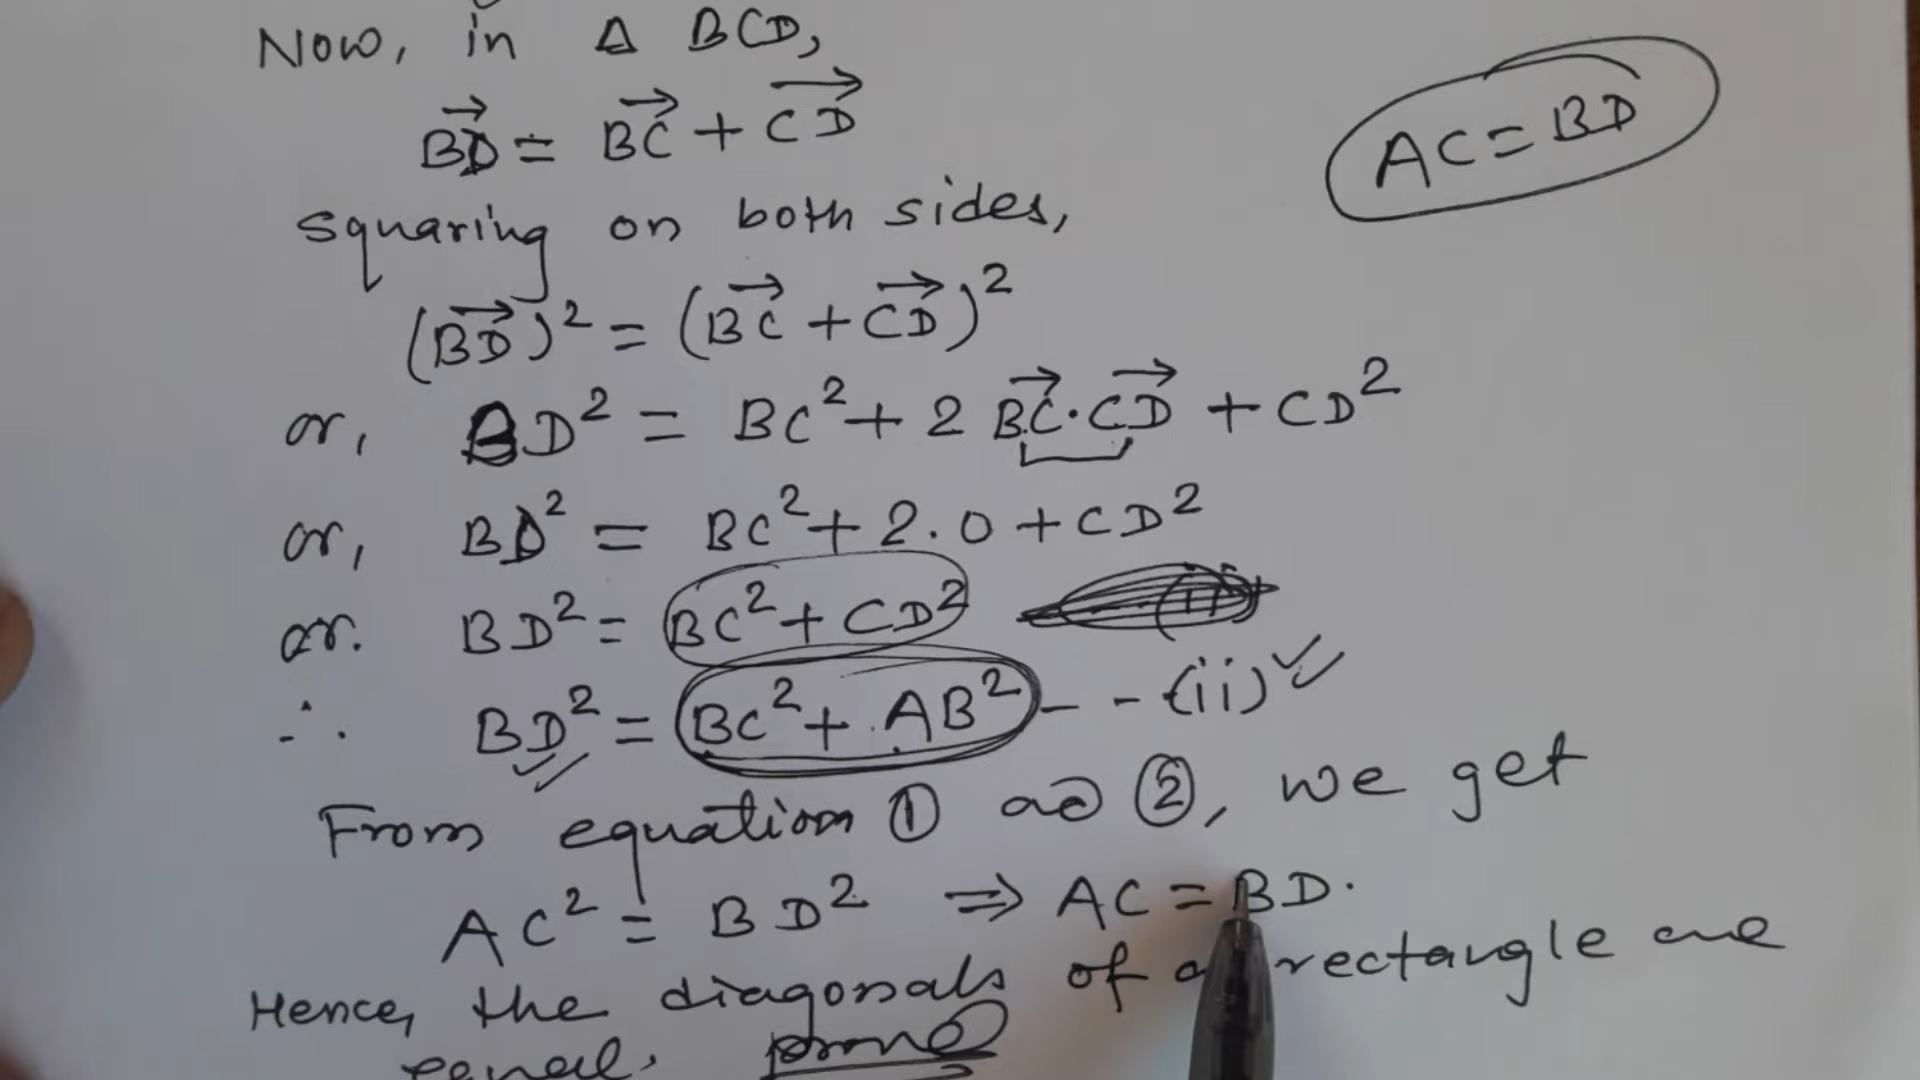 Now, in Δ BCD,
AC = BD
→BD = →BC + →CD
squaring on both sides,
(→BD)² = (→BC + →CD)²
or, BD² = BC² + 2 →BC · →CD + CD²
or, BD² = BC² + 2.0 + CD²
or. BD² = BC² + CD²
∴ BD² = BC² + AB² - - (ii)
From equation ① ②, we get
AC² = BD² ⇒ AC = BD.
Hence, the diagonals of a rectangle are
equal.